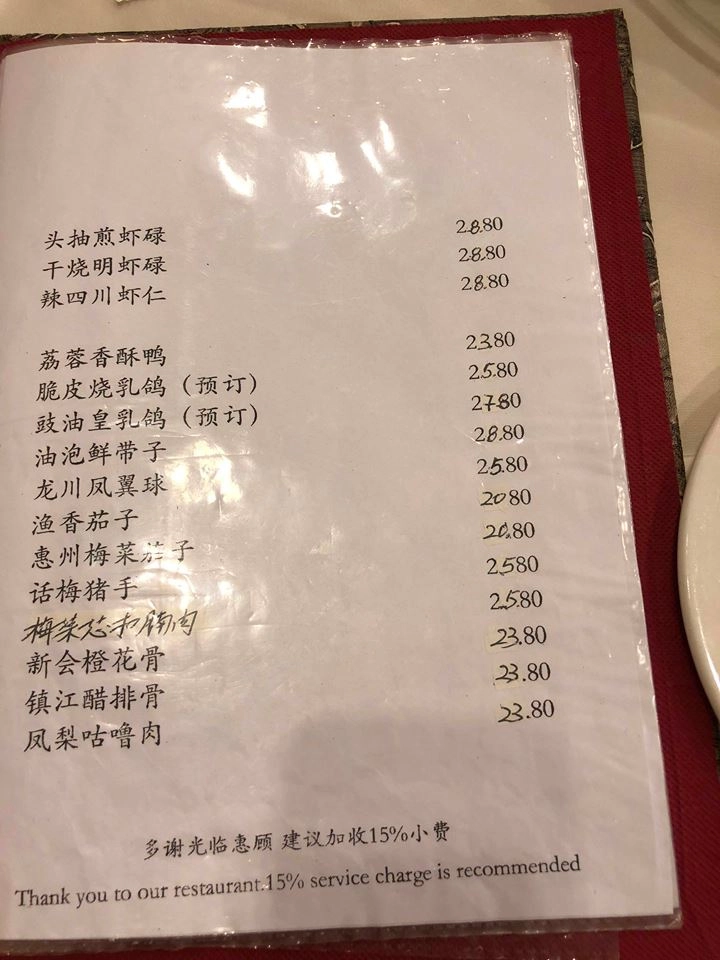 头抽煎虾碌 28.80
干烧明虾碌 28.80
辣四川虾仁 28.80
荔蓉香酥鸭 23.80
脆皮烧乳鸽（预订） 25.80
豉油皇乳鸽（预订） 27.80
油泡鲜带子 28.80
龙川凤翼球 25.80
渔香茄子 20.80
惠州梅菜茄子 20.80
话梅猪手 25.80
梅菜芯扣腩肉 25.80
新会橙花骨 23.80
镇江醋排骨 23.80
凤梨咕噜肉 23.80
多谢光临惠顾 建议加收15%小费
Thank you to our restaurant.15% service charge is recommended